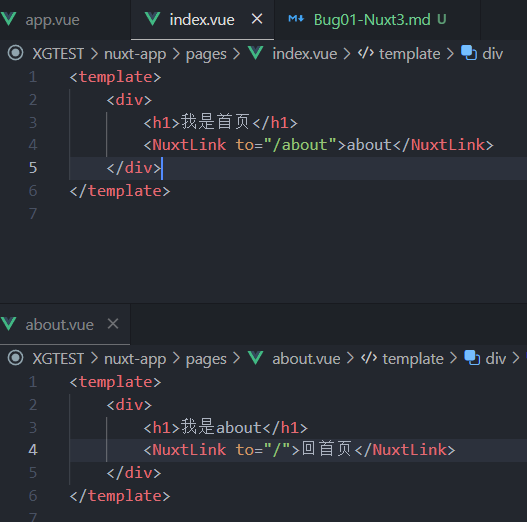 app.vue index.vue Bug01-Nuxt3.md U
XGTEST > nuxt-app > pages > index.vue > template > div
1 <template>
2 <div>
3 <h1>我是首页</h1>
4 <NuxtLink to="/about">about</NuxtLink>
5 </div>
6 </template>
7
about.vue
XGTEST > nuxt-app > pages > about.vue > template > div >
1 <template>
2 <div>
3 <h1>我是about</h1>
4 <NuxtLink to="/">回首页</NuxtLink>
5 </div>
6 </template>
7